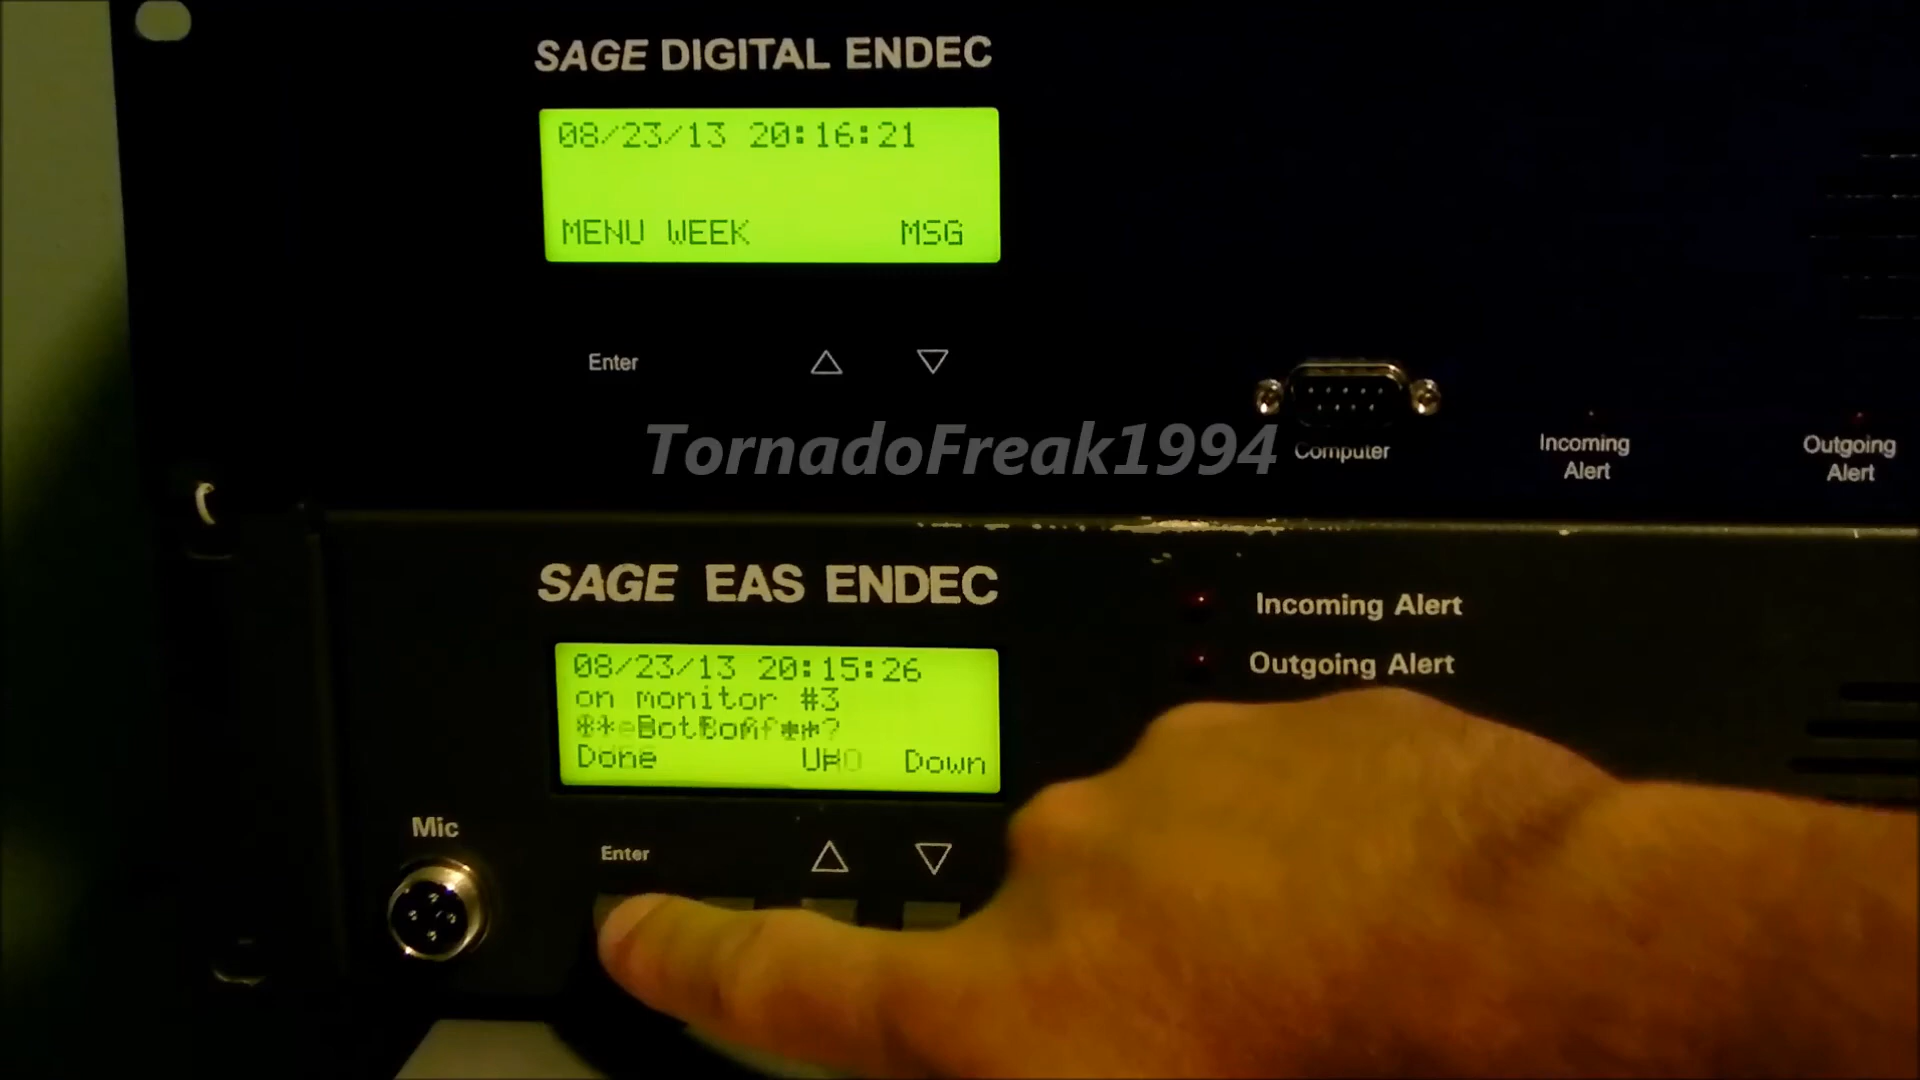 SAGE DIGITAL ENDEC
08/23/13 20:16:21
MENU WEEK MSG
Enter
Computer
Incoming
Alert
Outgoing
Alert
TornadoFreak1994
SAGE EAS ENDEC
08/23/13 20:15:26
on monitor #3
Done Down
Incoming Alert
Outgoing Alert
Mic
Enter